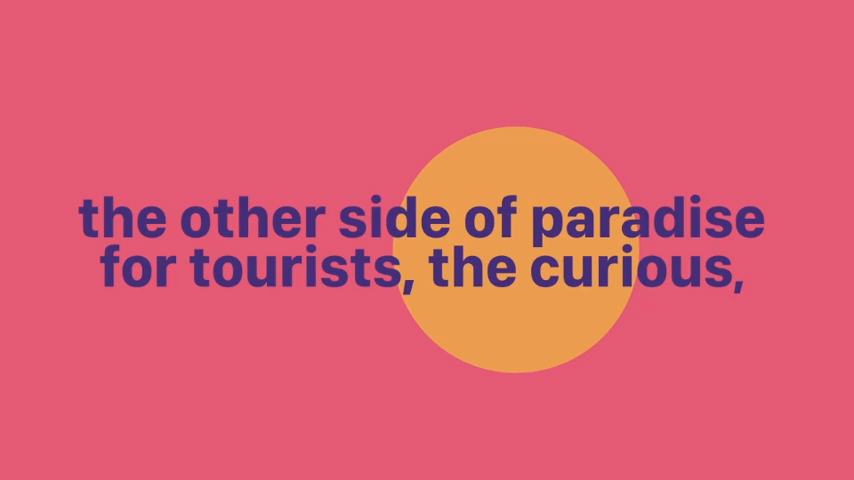 the other side of paradise
for tourists, the curious,